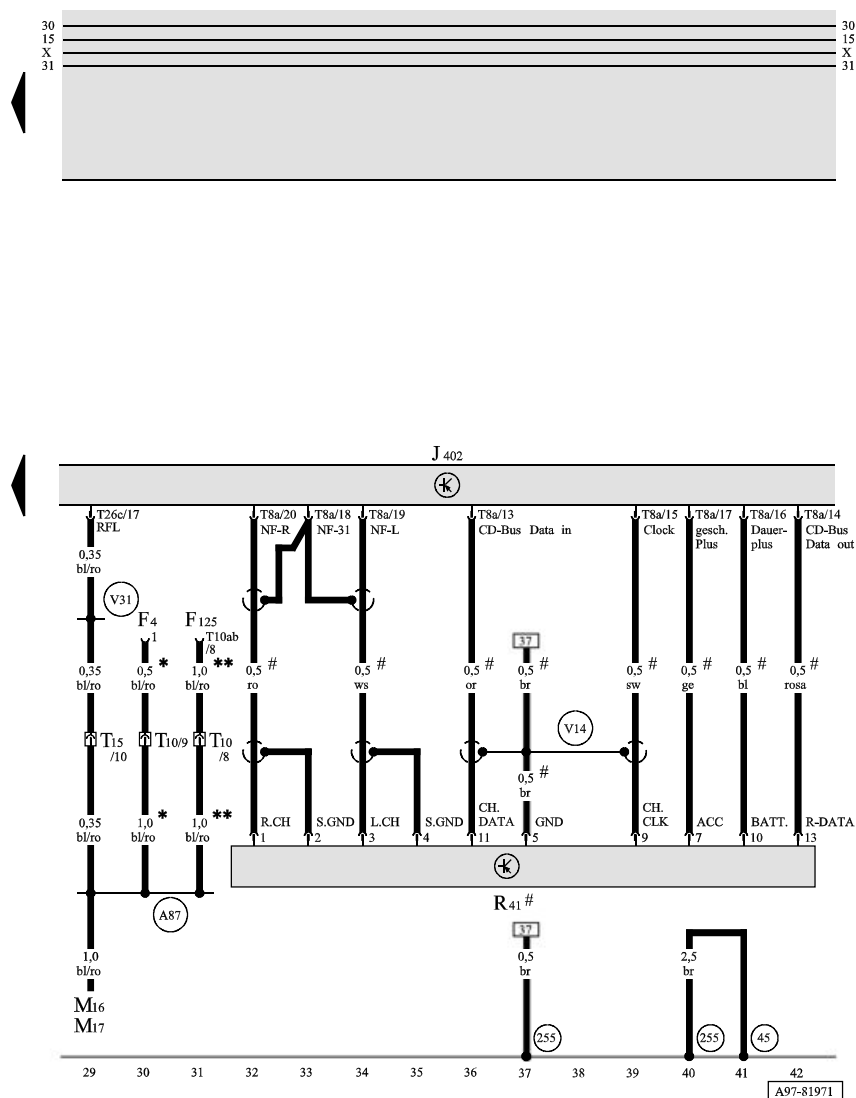 30 30
15 15
X X
31 31
J 402
T26c/17 T8a/20 T8a/18 T8a/19 T8a/13 T8a/15 T8a/17 T8a/16 T8a/14
RFL NF-R NF-31 NF-L CD-Bus Data in Clock gesch. Dauer- CD-Bus
Plus plus Data out
0,35
bl/ro
V31
F4 F125
1 T10ab
/8
37
* ** # # # # # # # #
0,35 0,5 1,0 0,5 0,5 0,5 0,5 0,5 0,5 0,5 0,5
bl/ro bl/ro bl/ro ro ws or br sw ge bl rosa
V14
T15 T10/9 T10
/10 /8
#
0,5
br
CH. CH.
* **
0,35 1,0 1,0 R.CH S.GND L.CH S.GND DATA GND CLK ACC BATT. R-DATA
bl/ro bl/ro bl/ro
1 2 3 4 11 5 9 7 10 13
A87
R41 #
37
1,0 0,5 2,5
bl/ro br br
M16
M17
255 255 45
29 30 31 32 33 34 35 36 37 38 39 40 41 42
A97-81971